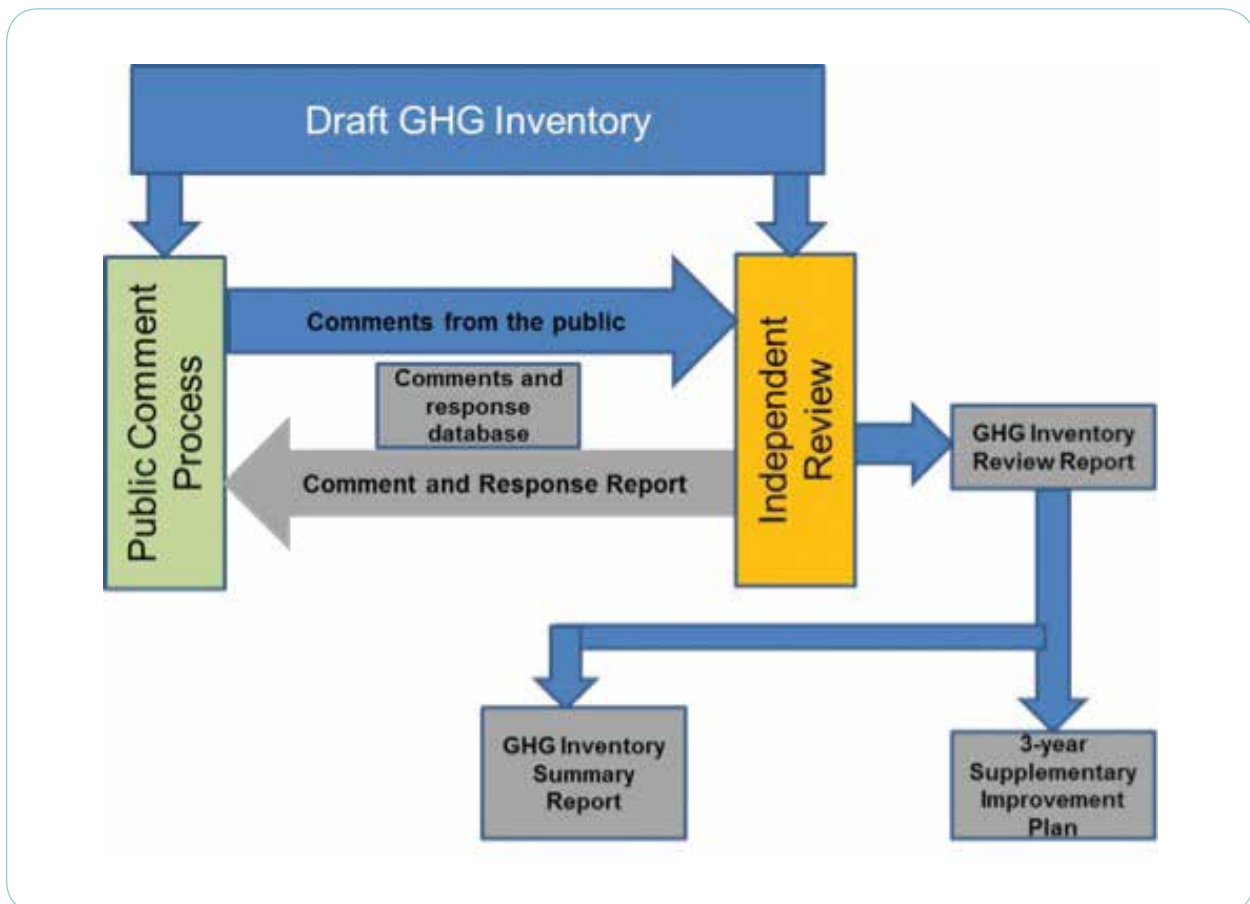 Draft GHG Inventory
Public Comment
Process
Comments from the public
Comments and
response
database
Comment and Response Report
Independent
Review
GHG Inventory
Review Report
GHG Inventory
Summary
Report
3-year
Supplementary
Improvement
Plan